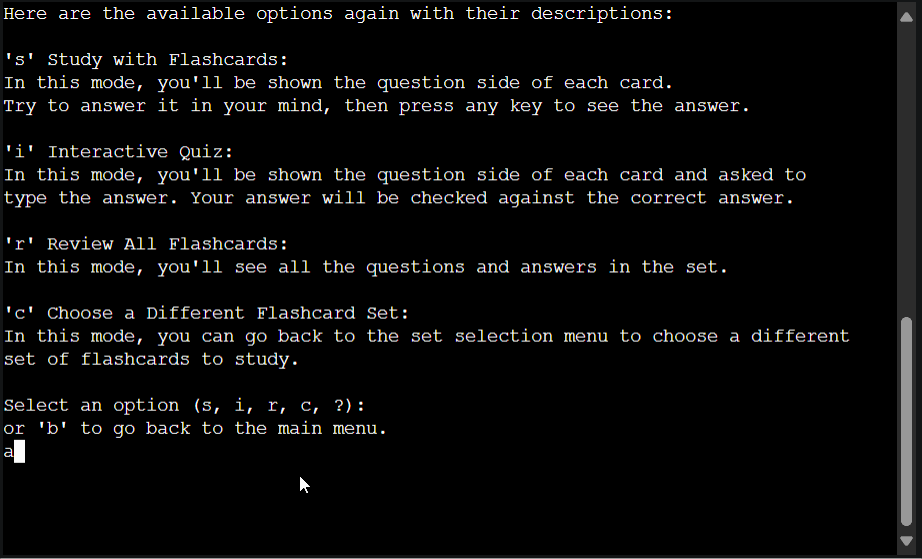 Here are the available options again with their descriptions:
's' Study with Flashcards:
In this mode, you'll be shown the question side of each card.
Try to answer it in your mind, then press any key to see the answer.
'i' Interactive Quiz:
In this mode, you'll be shown the question side of each card and asked to
type the answer. Your answer will be checked against the correct answer.
'r' Review All Flashcards:
In this mode, you'll see all the questions and answers in the set.
'c' Choose a Different Flashcard Set:
In this mode, you can go back to the set selection menu to choose a different
set of flashcards to study.
Select an option (s, i, r, c, ?):
or 'b' to go back to the main menu.
a